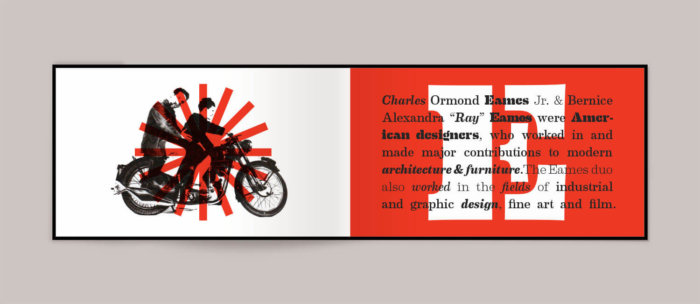 Charles Ormond Eames Jr. & Bernice
Alexandra “Ray” Eames were Amer-
ican designers, who worked in and
made major contributions to modern
architecture & furniture.The Eames duo
also worked in the fields of industrial
and graphic design, fine art and film.